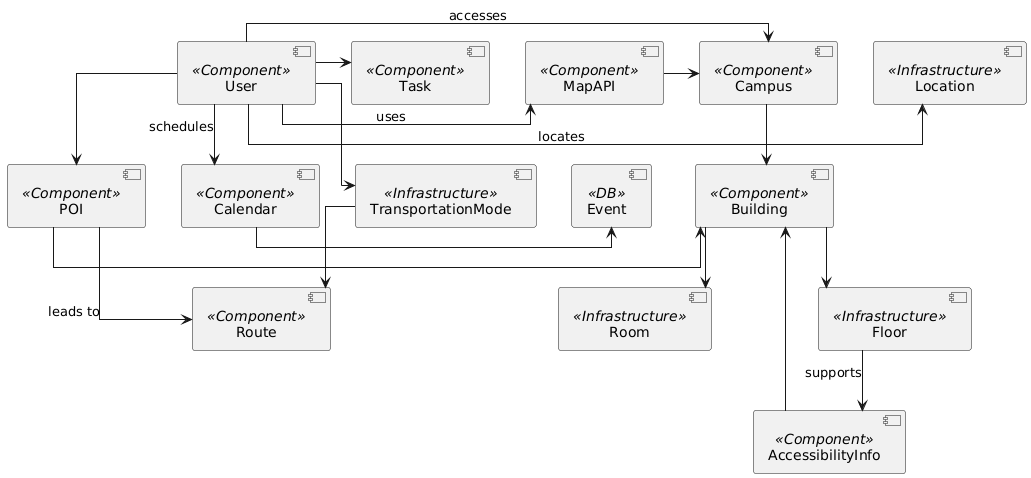 accesses
«Component»
User
«Component»
Task
«Component»
MapAPI
«Component»
Campus
«Infrastructure»
Location
uses
schedules
locates
«Component»
POI
«Component»
Calendar
«Infrastructure»
TransportationMode
«DB»
Event
«Component»
Building
leads to
«Component»
Route
«Infrastructure»
Room
«Infrastructure»
Floor
supports
«Component»
AccessibilityInfo